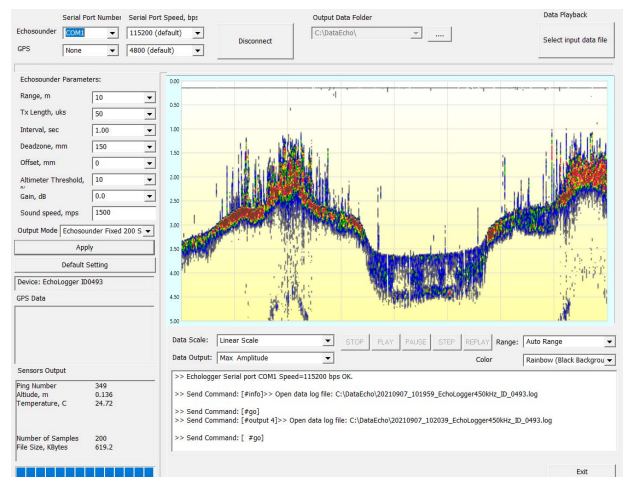 Serial Port Number Serial Port Speed, bps Output Data Folder Data Playback
Echosounder COM1 115200 (default) Disconnect C:\DataEcho\ .... Select input data file
GPS None 4800 (default)
Echosounder Parameters:
Range, m 10
Tx Length, uks 50
Interval, sec 1.00
Deadzone, mm 150
Offset, mm 0
Altimeter Threshold, 10
Gain, dB 0.0
Sound speed, mps 1500
Output Mode Echosounder Fixed 200 S
Apply
Default Setting
Device: EchoLogger ID0493
GPS Data
Sensors Output
Ping Number 349
Altitude, m 0.136
Temperature, C 24.72
Number of Samples 200
File Size, KBytes 619.2
0.00
0.50
1.00
1.50
2.00
2.50
3.00
3.50
4.00
4.50
5.00
Data Scale: Linear Scale STOP PLAY PAUSE STEP REPLAY Range: Auto Range
Data Output: Max Amplitude Color Rainbow (Black Backgrou
>> Echologger Serial port COM1 Speed=115200 bps OK.
>> Send Command: [#info]>> Open data log file: C:\DataEcho\20210907_101959_EchoLogger450kHz_ID_0493.log
>> Send Command: [#go]
>> Send Command: [#output 4]>> Open data log file: C:\DataEcho\20210907_102039_EchoLogger450kHz_ID_0493.log
>> Send Command: [ #go]
Exit